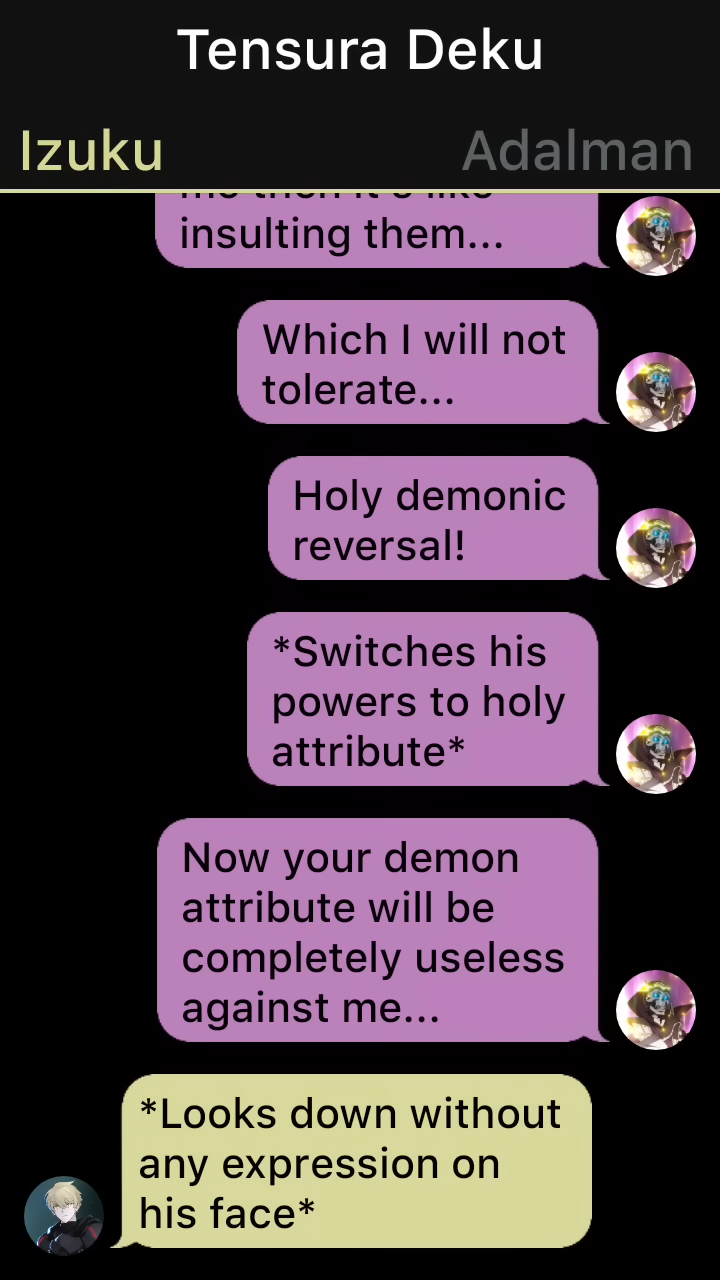 Tensura Deku
Izuku
Adalman
insulting them...
Which I will not
tolerate...
Holy demonic
reversal!
*Switches his
powers to holy
attribute*
Now your demon
attribute will be
completely useless
against me...
*Looks down without
any expression on
his face*